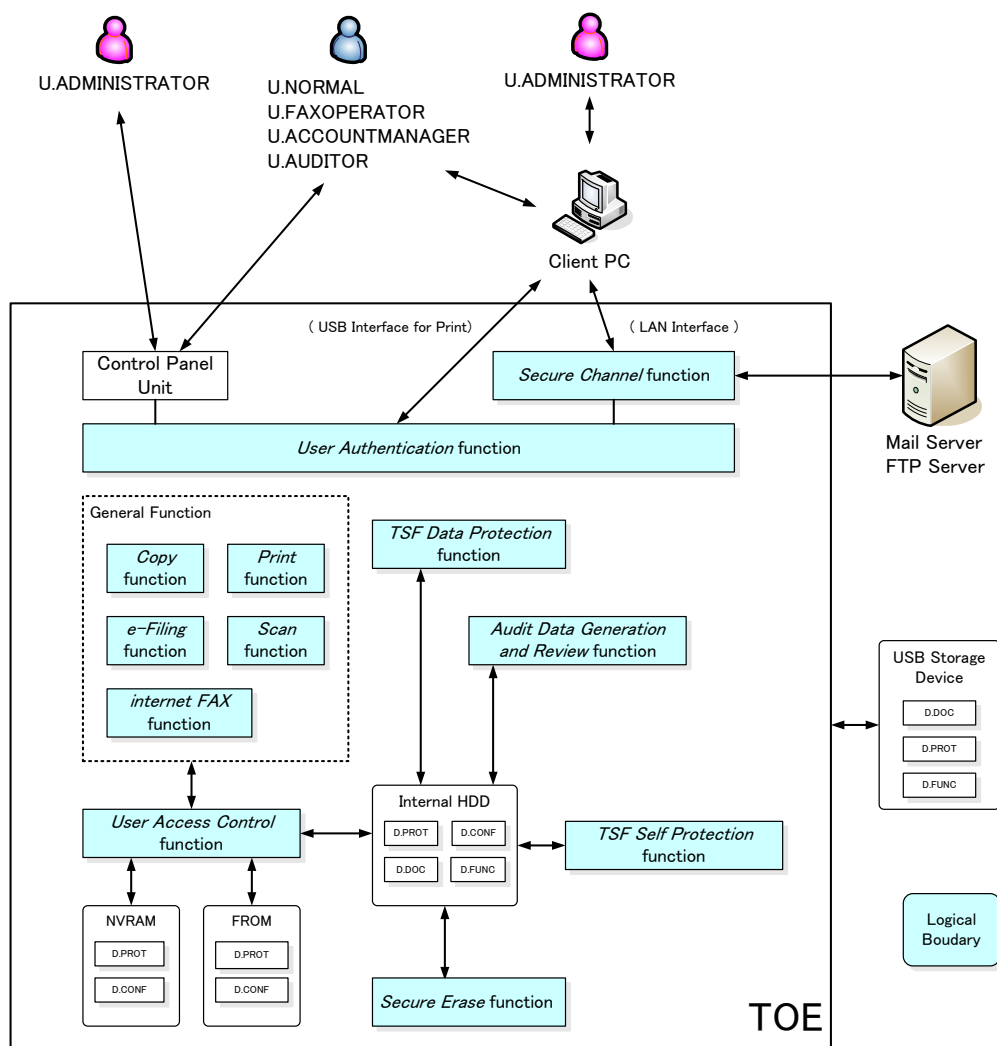 U.ADMINISTRATOR
U.NORMAL
U.FAXOPERATOR
U.ACCOUNTMANAGER
U.AUDITOR
U.ADMINISTRATOR
Client PC
( USB Interface for Print)
( LAN Interface )
Control Panel
Unit
Secure Channel function
User Authentication function
Mail Server
FTP Server
General Function
Copy
function
Print
function
e-Filing
function
Scan
function
internet FAX
function
TSF Data Protection
function
Audit Data Generation
and Review function
USB Storage
Device
D.DOC
D.PROT
D.FUNC
User Access Control
function
Internal HDD
D.PROT
D.CONF
D.DOC
D.FUNC
TSF Self Protection
function
NVRAM
D.PROT
D.CONF
FROM
D.PROT
D.CONF
Secure Erase function
Logical
Boudary
TOE